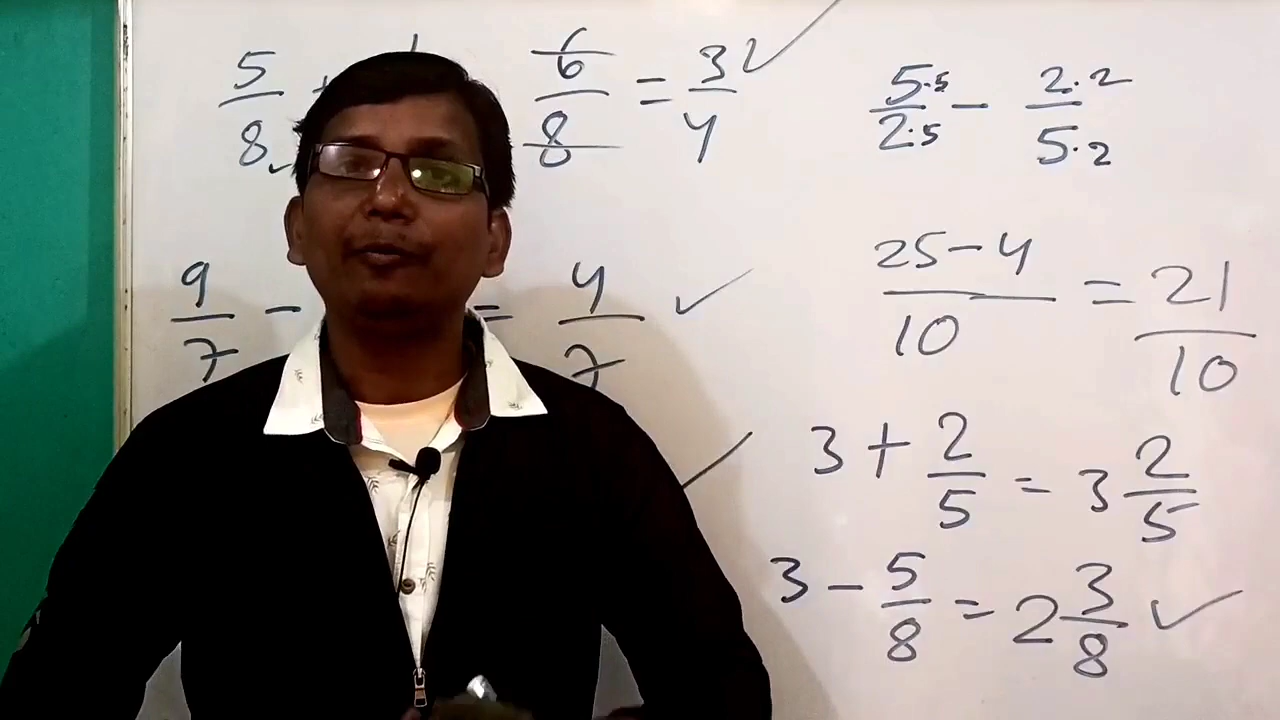 5/8 + 6/8 = 3/4 ✓
9/7 - = 4/7 ✓
5·5/2·5 - 2·2/5·2
25-4/10 = 21/10
3 + 2/5 = 3 2/5
3 - 5/8 = 2 3/8 ✓